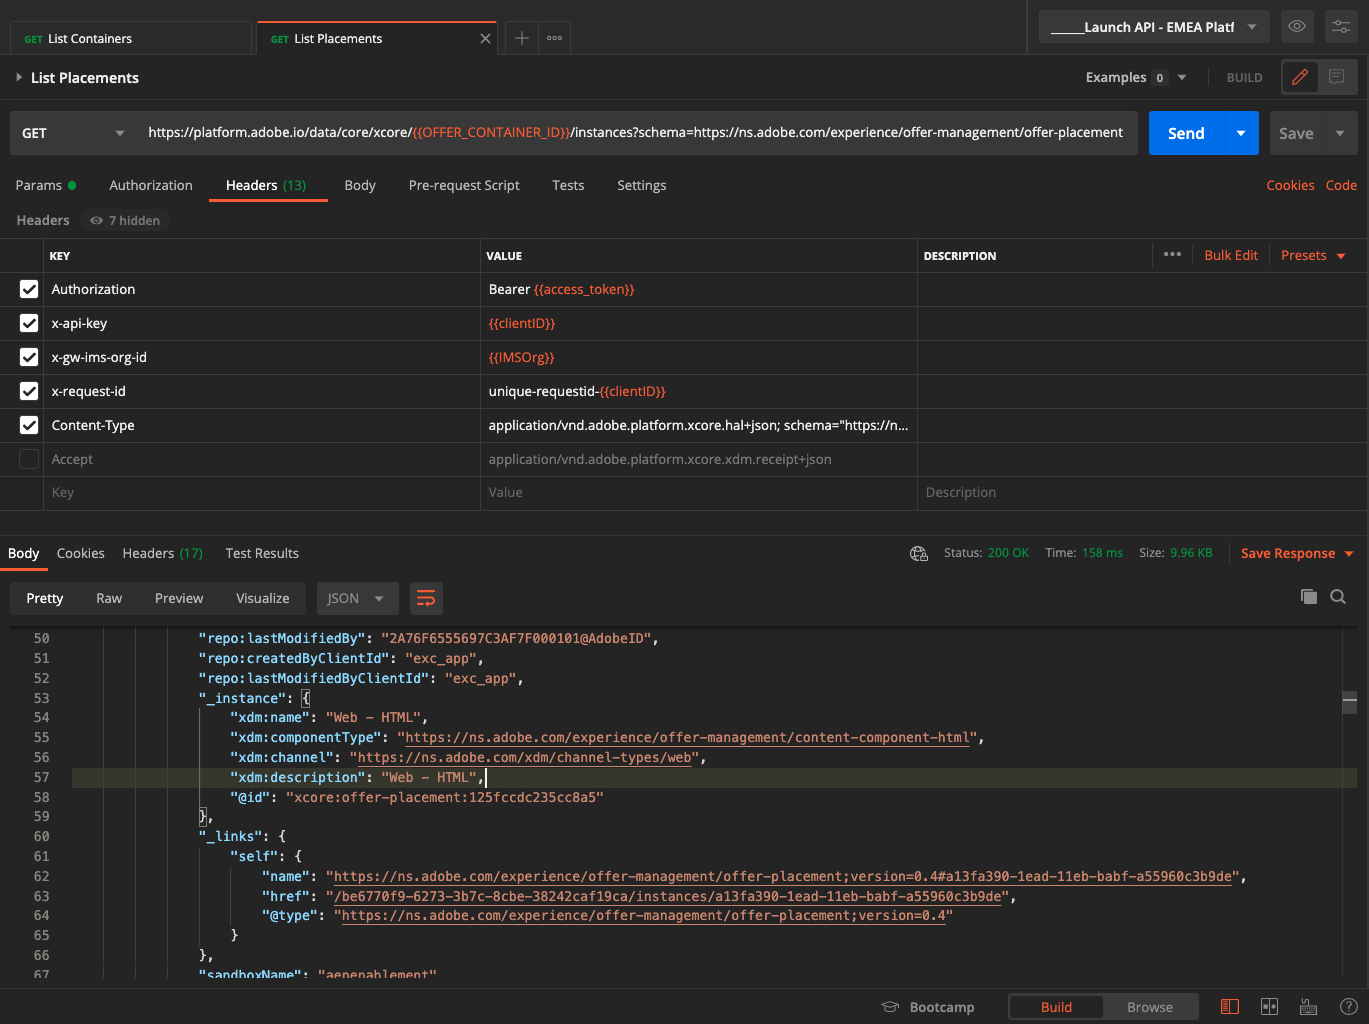 GET List Containers
GET List Placements
_____Launch API - EMEA Platf
List Placements
Examples 0
BUILD
GET
https://platform.adobe.io/data/core/xcore/{{OFFER_CONTAINER_ID}}/instances?schema=https://ns.adobe.com/experience/offer-management/offer-placement
Send
Save
Params
Authorization
Headers (13)
Body
Pre-request Script
Tests
Settings
Cookies
Code
Headers
7 hidden
KEY VALUE DESCRIPTION
Bulk Edit
Presets
Authorization Bearer {{access_token}}
x-api-key {{clientID}}
x-gw-ims-org-id {{IMSOrg}}
x-request-id unique-requestid-{{clientID}}
Content-Type application/vnd.adobe.platform.xcore.hal+json; schema="https://n...
Accept application/vnd.adobe.platform.xcore.xdm.receipt+json
Key Value Description
Body
Cookies
Headers (17)
Test Results
Status: 200 OK
Time: 158 ms
Size: 9.96 KB
Save Response
Pretty
Raw
Preview
Visualize
JSON
50 "repo:lastModifiedBy": "2A76F6555697C3AF7F000101@AdobeID",
51 "repo:createdByClientId": "exc_app",
52 "repo:lastModifiedByClientId": "exc_app",
53 "_instance": {
54 "xdm:name": "Web – HTML",
55 "xdm:componentType": "https://ns.adobe.com/experience/offer-management/content-component-html",
56 "xdm:channel": "https://ns.adobe.com/xdm/channel-types/web",
57 "xdm:description": "Web – HTML",
58 "@id": "xcore:offer-placement:125fccdc235cc8a5"
59 },
60 "_links": {
61 "self": {
62 "name": "https://ns.adobe.com/experience/offer-management/offer-placement;version=0.4#a13fa390-1ead-11eb-babf-a55960c3b9de",
63 "href": "/be6770f9-6273-3b7c-8cbe-38242caf19ca/instances/a13fa390-1ead-11eb-babf-a55960c3b9de",
64 "@type": "https://ns.adobe.com/experience/offer-management/offer-placement;version=0.4"
65 }
66 },
67 "sandboxName": "aepenablement"
Bootcamp
Build
Browse